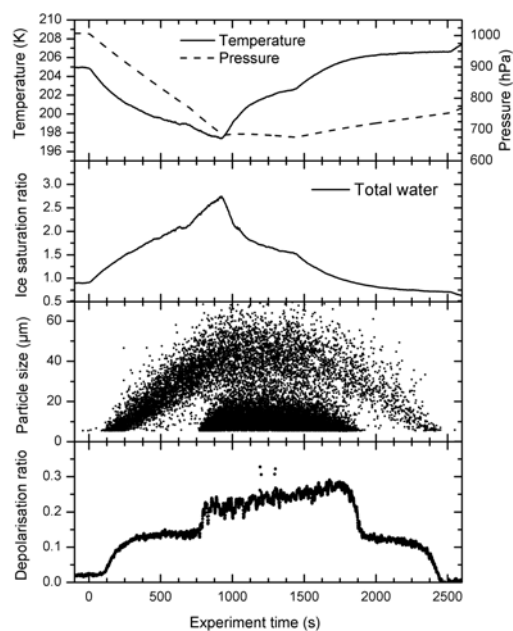 210
208
206
204
202
200
198
196
Temperature (K)
Temperature
Pressure
1000
900
800
700
600
Pressure (hPa)
3.0
2.5
2.0
1.5
1.0
0.5
Ice saturation ratio
Total water
60
40
20
0
Particle size (μm)
0.3
0.2
0.1
0.0
Depolarisation ratio
0 500 1000 1500 2000 2500
Experiment time (s)